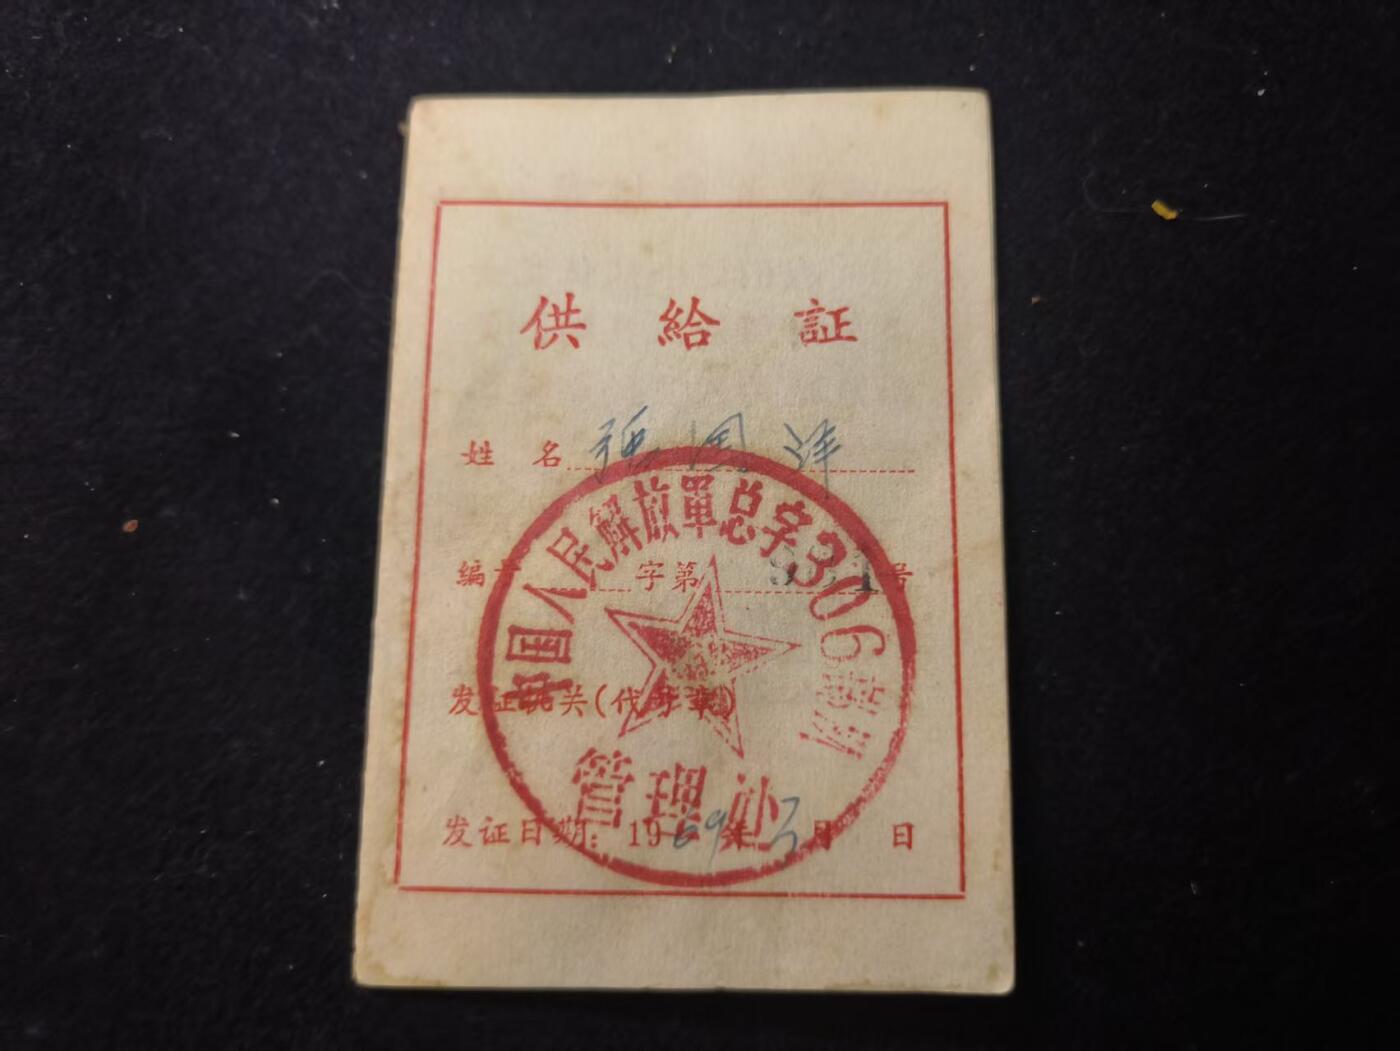 供給証
姓名 張国洋
编号 字第 号
发证机关(代号章)
发证日期: 1969年 5月 日
中国人民解放軍总字306部队
管理处